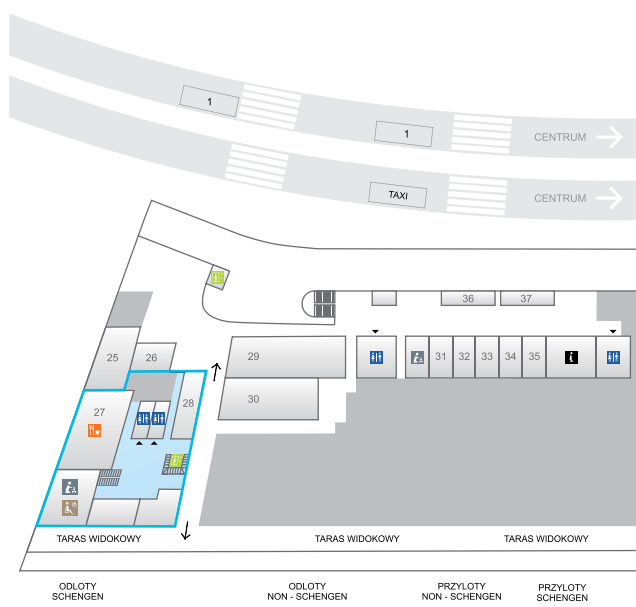 1
1
CENTRUM
TAXI
CENTRUM
36
37
25
26
29
31
32
33
34
35
30
27
28
TARAS WIDOKOWY
TARAS WIDOKOWY
TARAS WIDOKOWY
ODLOTY
SCHENGEN
ODLOTY
NON - SCHENGEN
PRZYLOTY
NON - SCHENGEN
PRZYLOTY
SCHENGEN